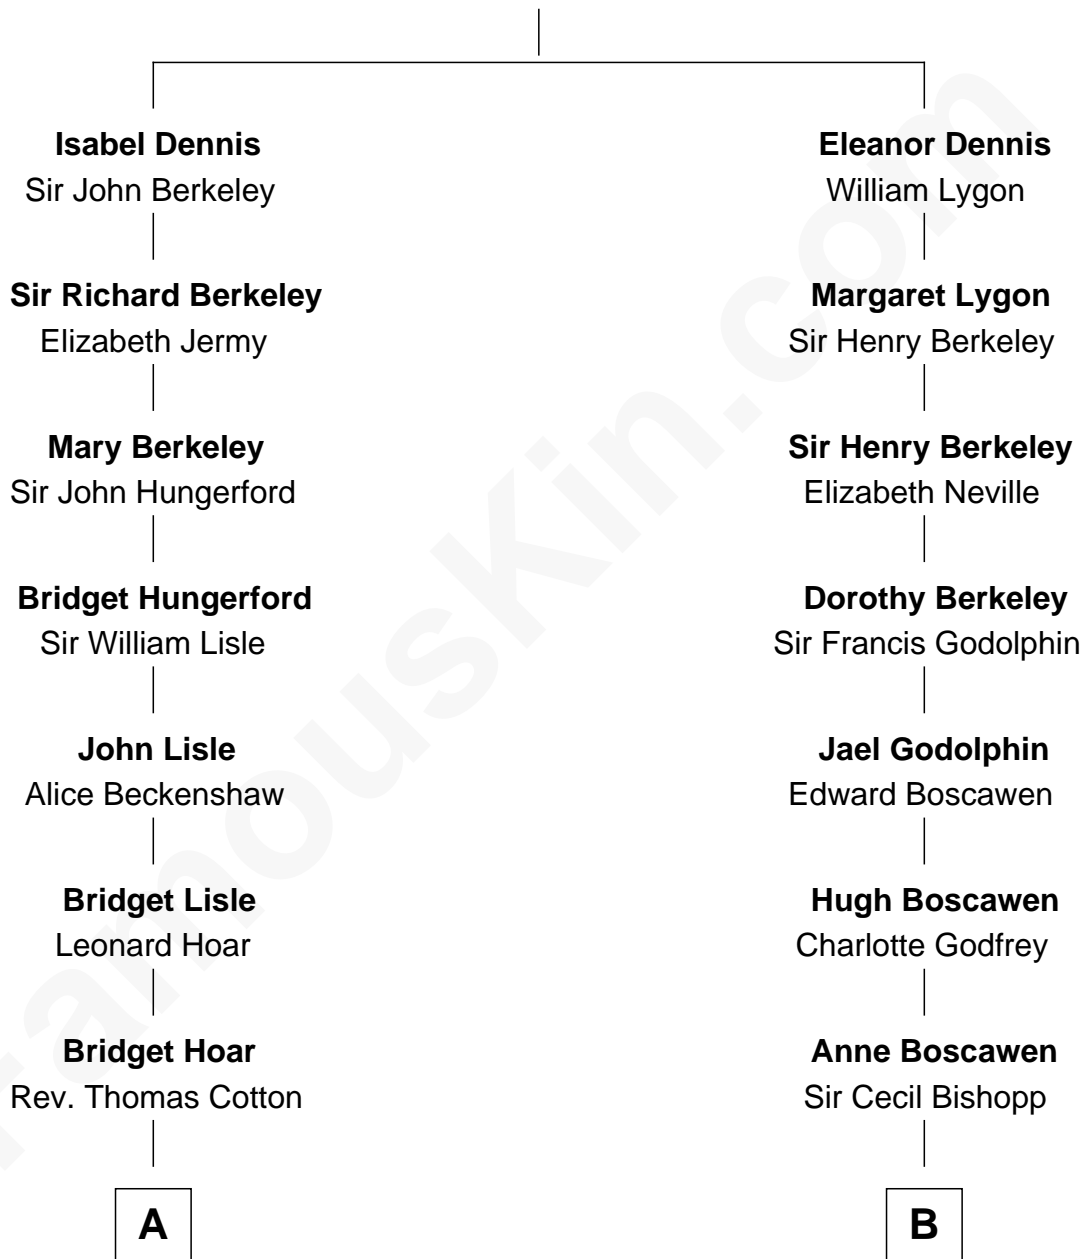 Isabel Dennis
Sir John Berkeley
Sir Richard Berkeley
Elizabeth Jermy
Mary Berkeley
Sir John Hungerford
Bridget Hungerford
Sir William Lisle
John Lisle
Alice Beckenshaw
Bridget Lisle
Leonard Hoar
Bridget Hoar
Rev. Thomas Cotton
A
Eleanor Dennis
William Lygon
Margaret Lygon
Sir Henry Berkeley
Sir Henry Berkeley
Elizabeth Neville
Dorothy Berkeley
Sir Francis Godolphin
Jael Godolphin
Edward Boscawen
Hugh Boscawen
Charlotte Godfrey
Anne Boscawen
Sir Cecil Bishopp
B
FamousKin.com